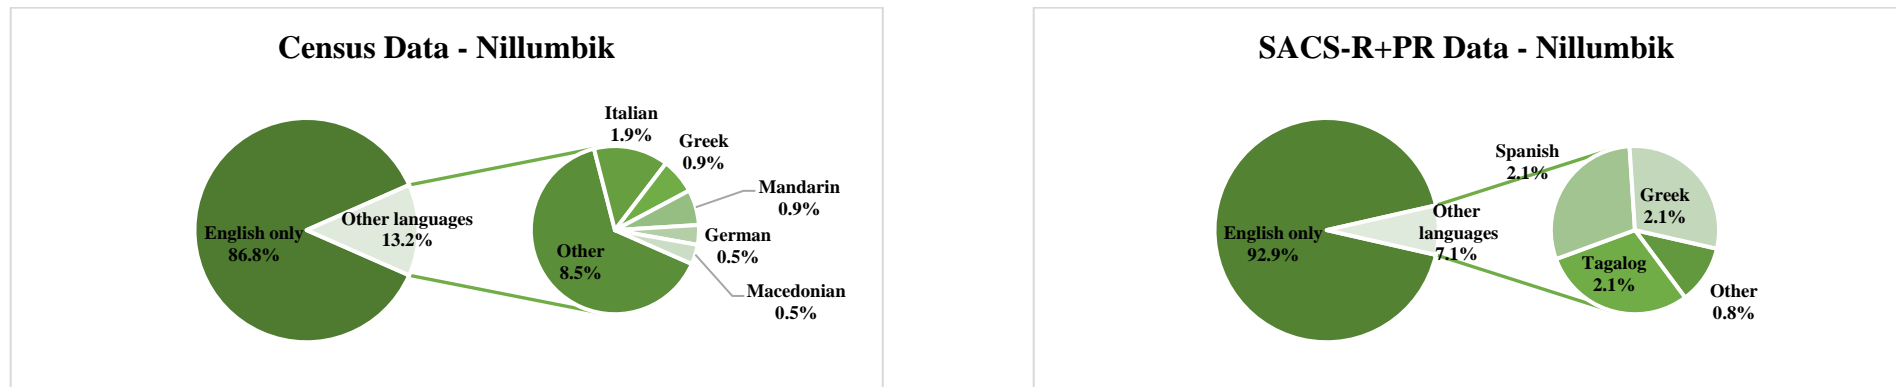 Census Data - Nillumbik
Italian
1.9%
Greek
0.9%
Mandarin
0.9%
German
0.5%
Macedonian
0.5%
Other
8.5%
Other languages
13.2%
English only
86.8%
SACS-R+PR Data - Nillumbik
Spanish
2.1%
Greek
2.1%
Tagalog
2.1%
Other
0.8%
Other
languages
7.1%
English only
92.9%